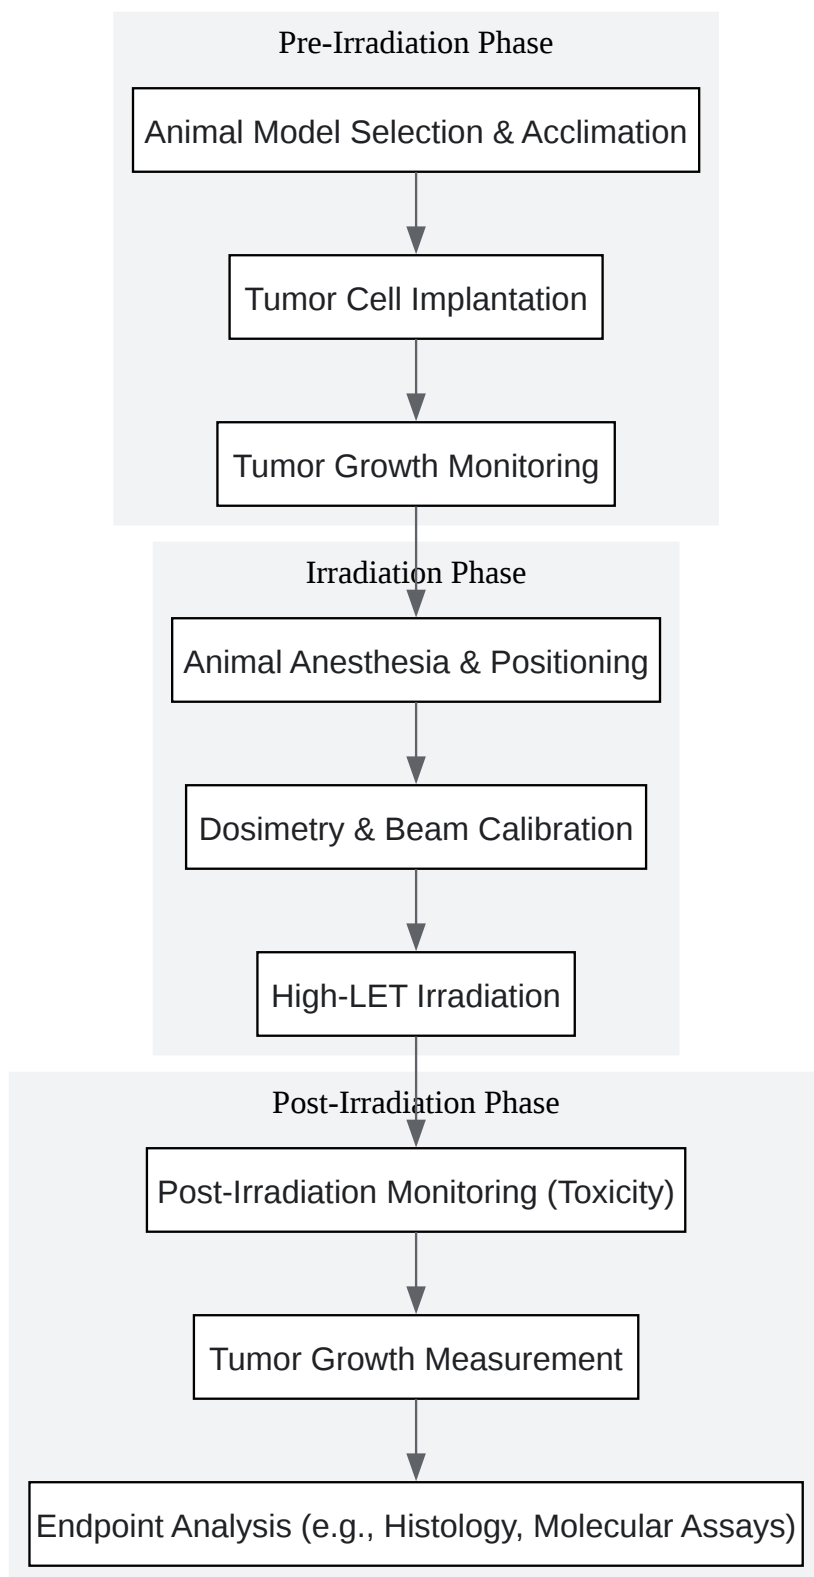 Pre-Irradiation Phase
Animal Model Selection & Acclimation
Tumor Cell Implantation
Tumor Growth Monitoring
Irradiation Phase
Animal Anesthesia & Positioning
Dosimetry & Beam Calibration
High-LET Irradiation
Post-Irradiation Phase
Post-Irradiation Monitoring (Toxicity)
Tumor Growth Measurement
Endpoint Analysis (e.g., Histology, Molecular Assays)